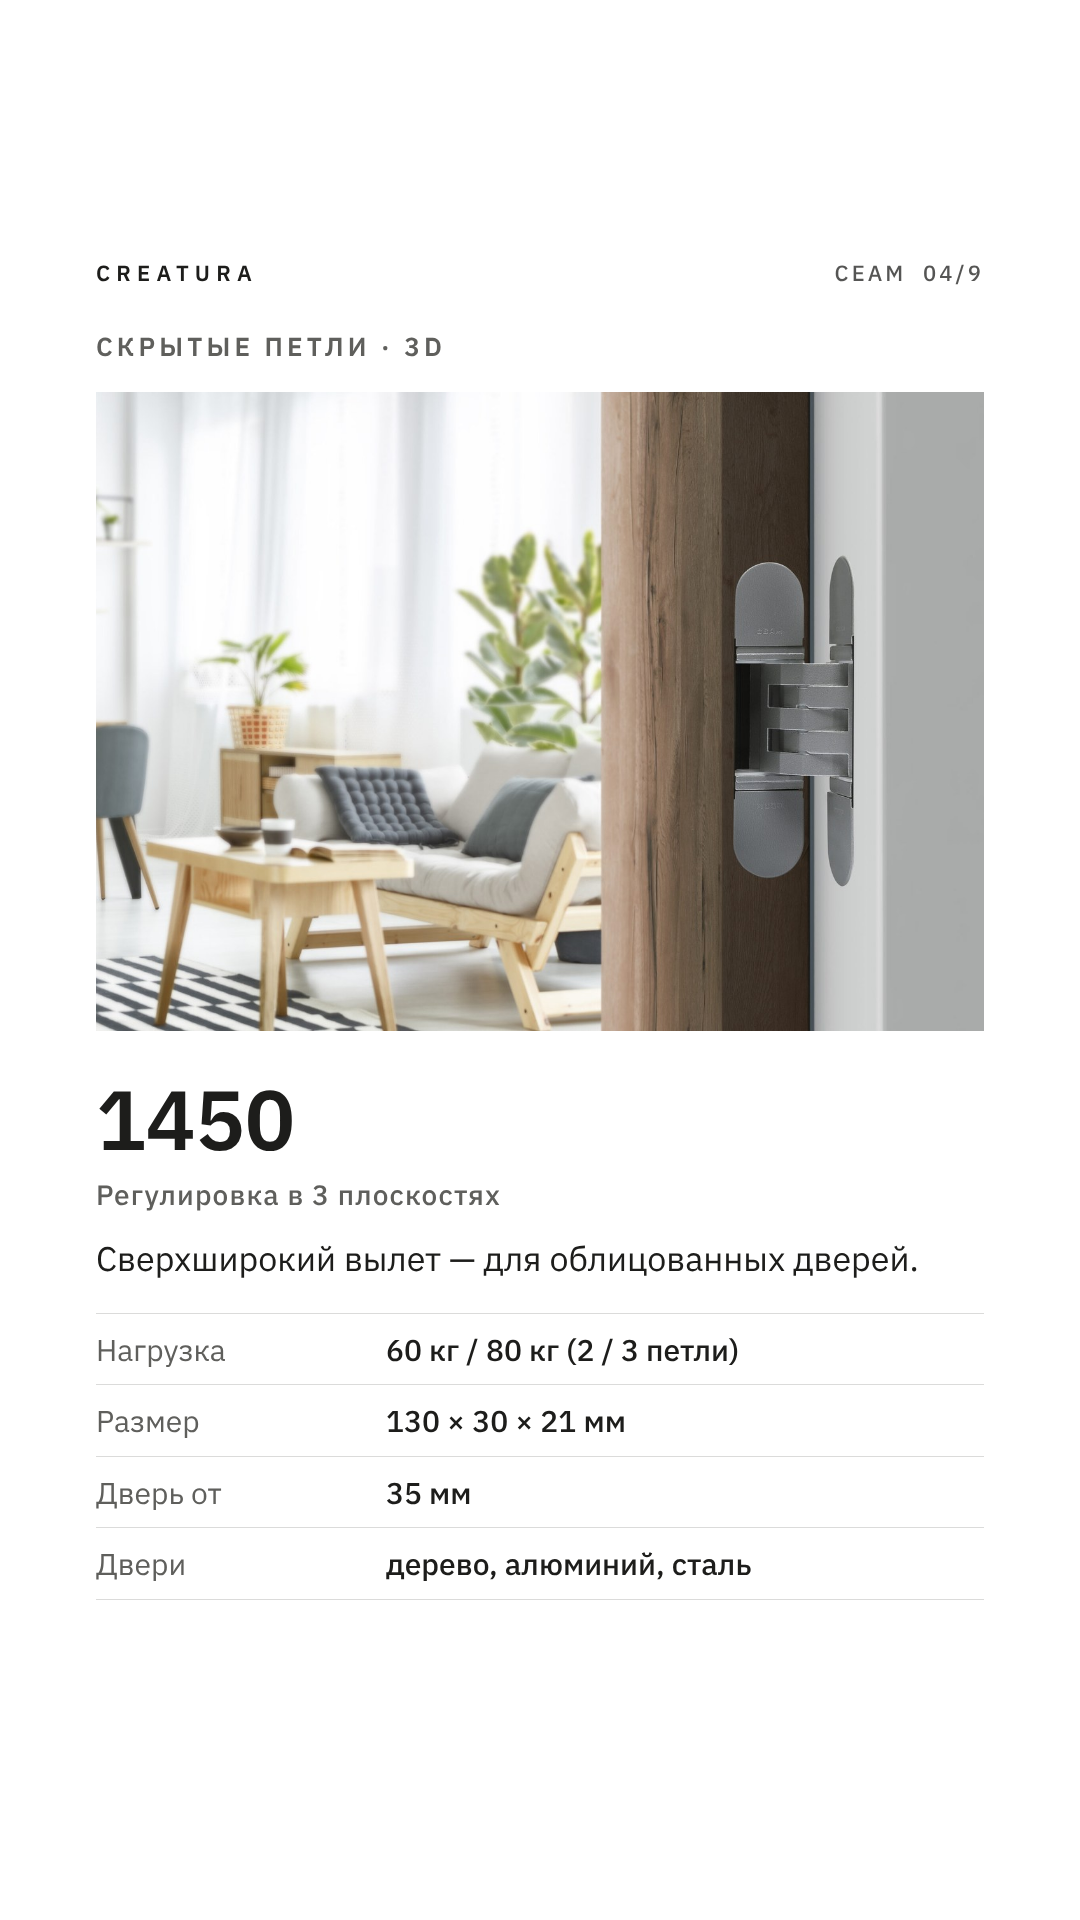 CREATURA
CEAM 04/9
СКРЫТЫЕ ПЕТЛИ · 3D
1450
Регулировка в 3 плоскостях
Сверхширокий вылет — для облицованных дверей.
Нагрузка 60 кг / 80 кг (2 / 3 петли)
Размер 130 × 30 × 21 мм
Дверь от 35 мм
Двери дерево, алюминий, сталь